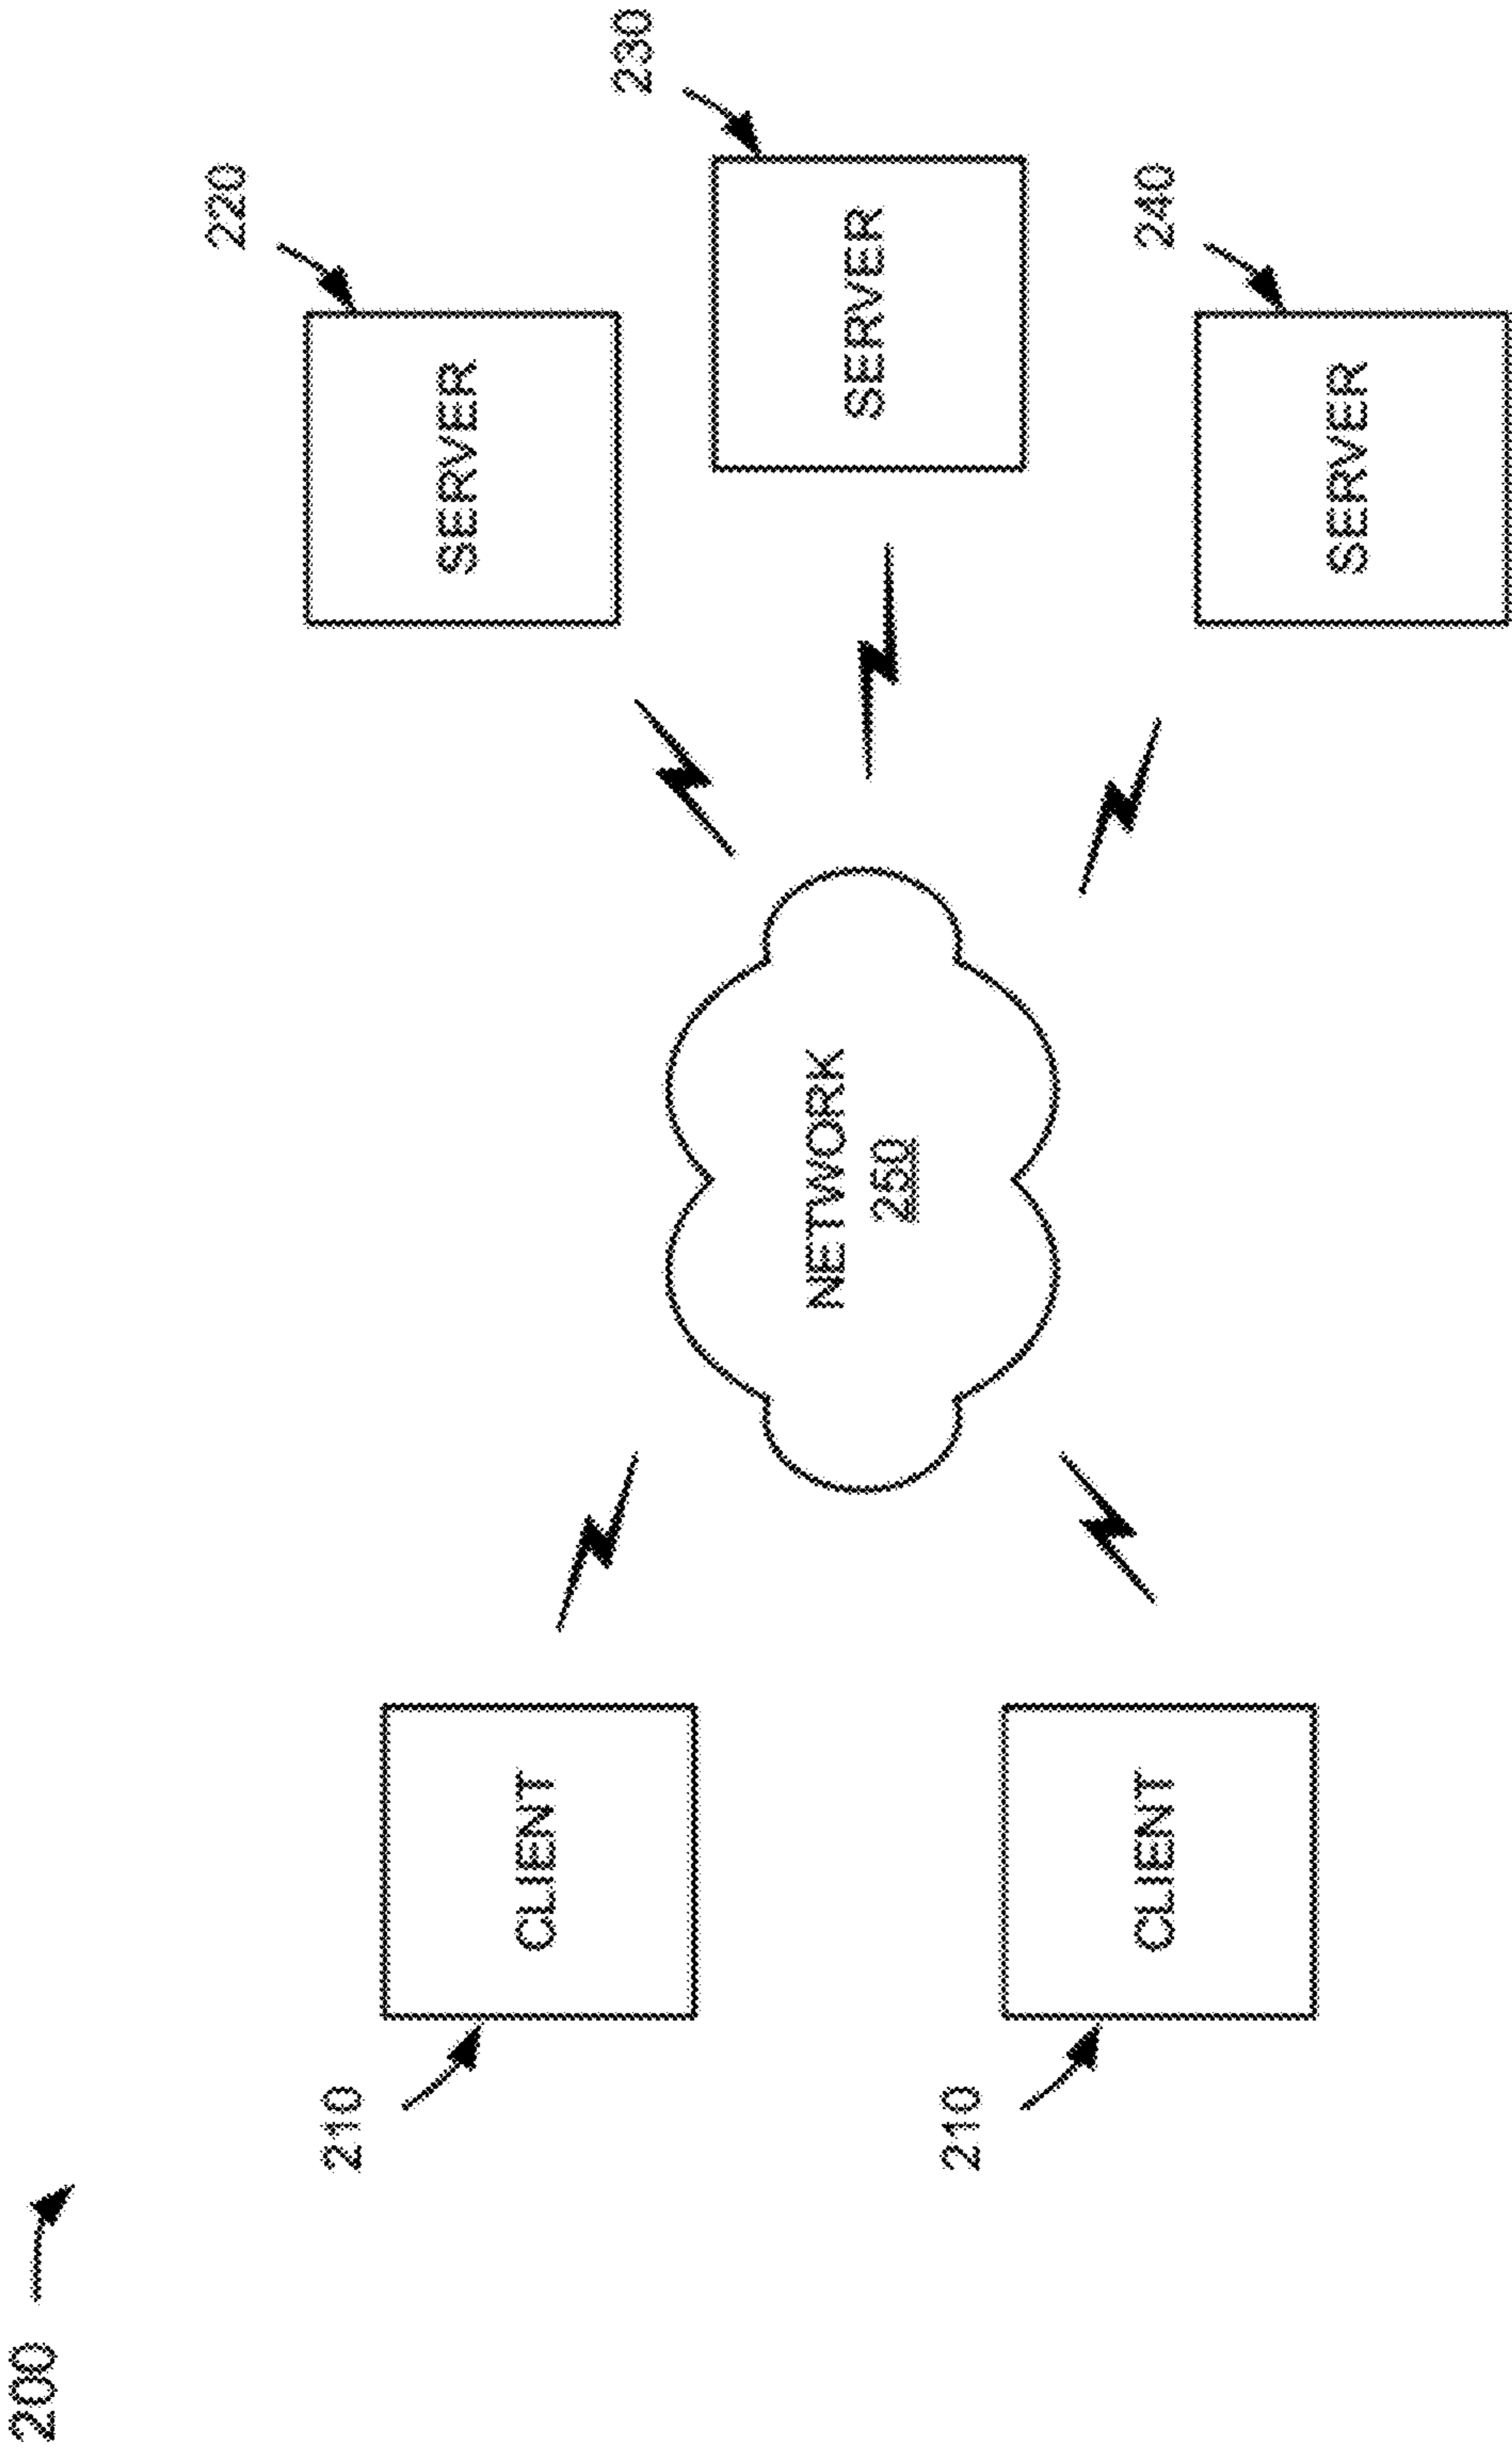 200
210
CLIENT
210
CLIENT
NETWORK
250
220
SERVER
230
SERVER
240
SERVER